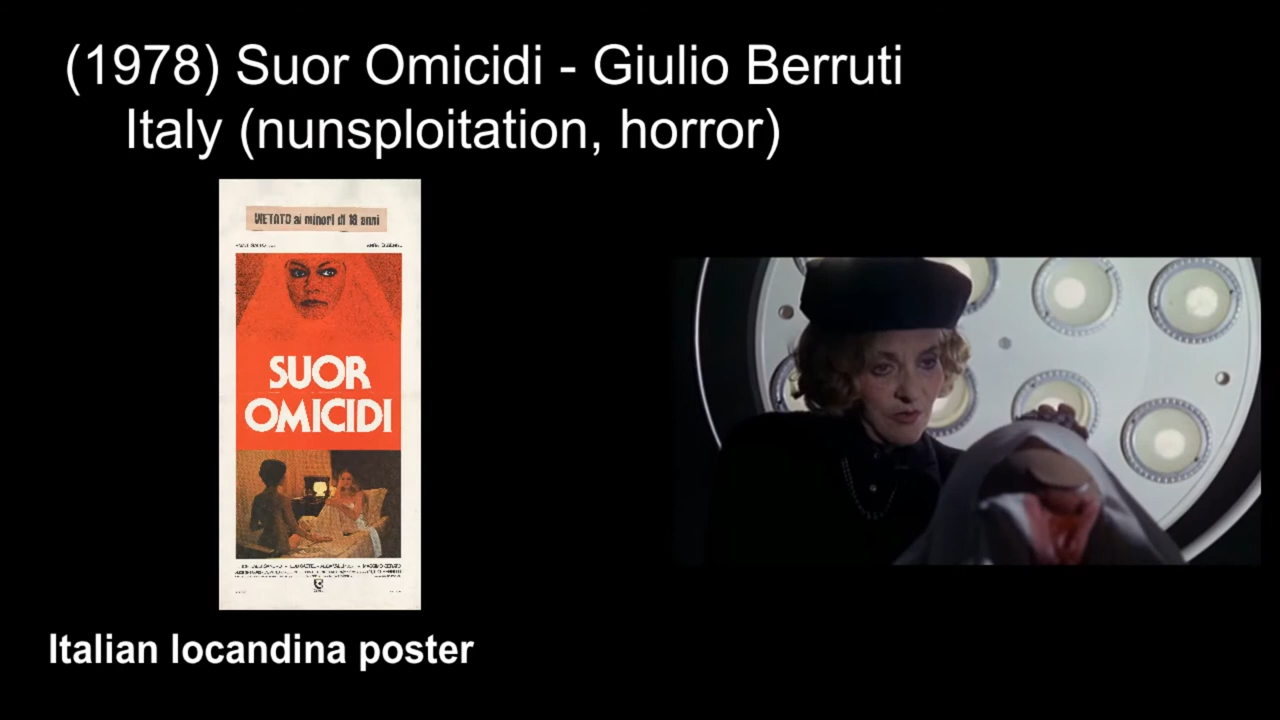 (1978) Suor Omicidi - Giulio Berruti
Italy (nunsploitation, horror)
VIETATO ai minori di 18 anni
SUOR
OMICIDI
Italian locandina poster